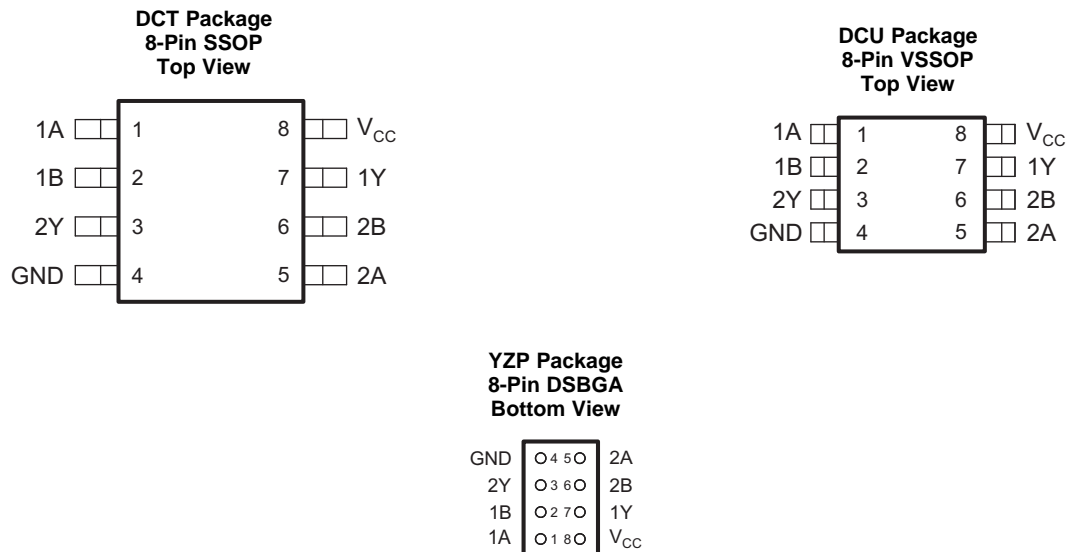 DCT Package
8-Pin SSOP
Top View
1A 1 8 VCC
1B 2 7 1Y
2Y 3 6 2B
GND 4 5 2A
DCU Package
8-Pin VSSOP
Top View
1A 1 8 VCC
1B 2 7 1Y
2Y 3 6 2B
GND 4 5 2A
YZP Package
8-Pin DSBGA
Bottom View
GND 4 5 2A
2Y 3 6 2B
1B 2 7 1Y
1A 1 8 VCC